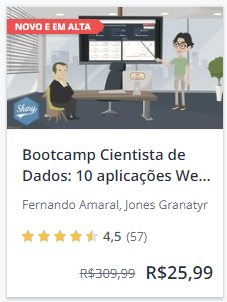 NOVO E EM ALTA
Shiny
Bootcamp Cientista de
Dados: 10 aplicações We...
Fernando Amaral, Jones Granatyr
4,5 (57)
R$309,99 R$25,99